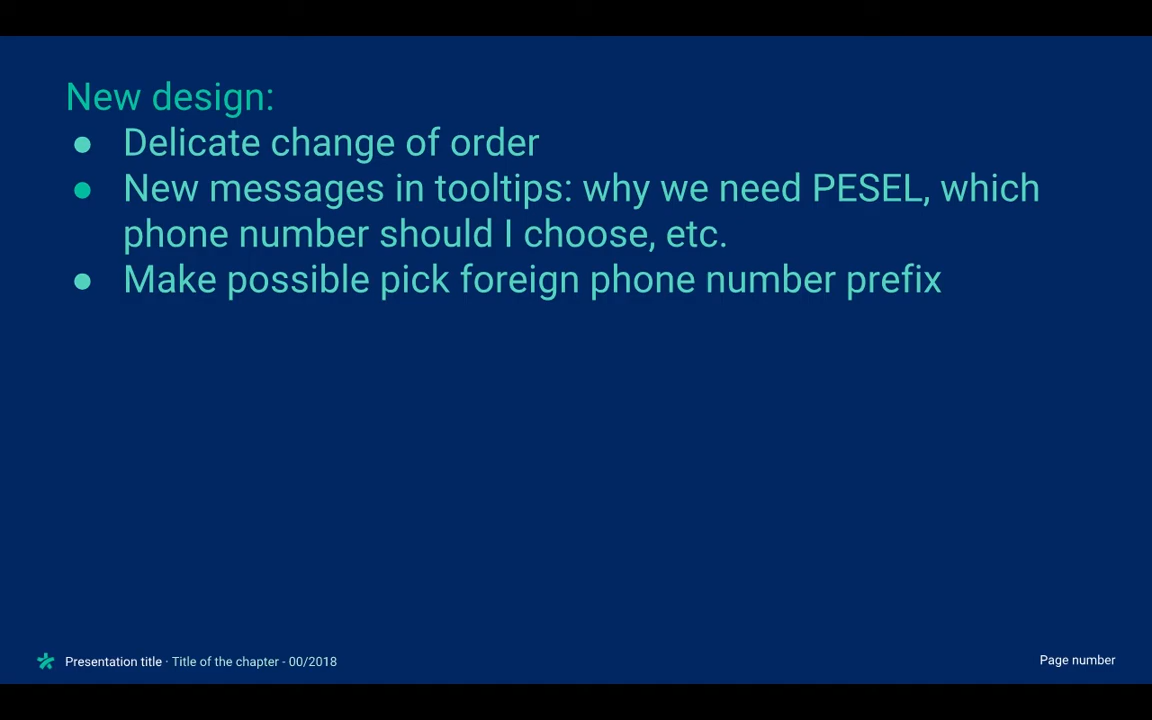 New design:
● Delicate change of order
● New messages in tooltips: why we need PESEL, which
phone number should I choose, etc.
● Make possible pick foreign phone number prefix
Presentation title · Title of the chapter - 00/2018
Page number